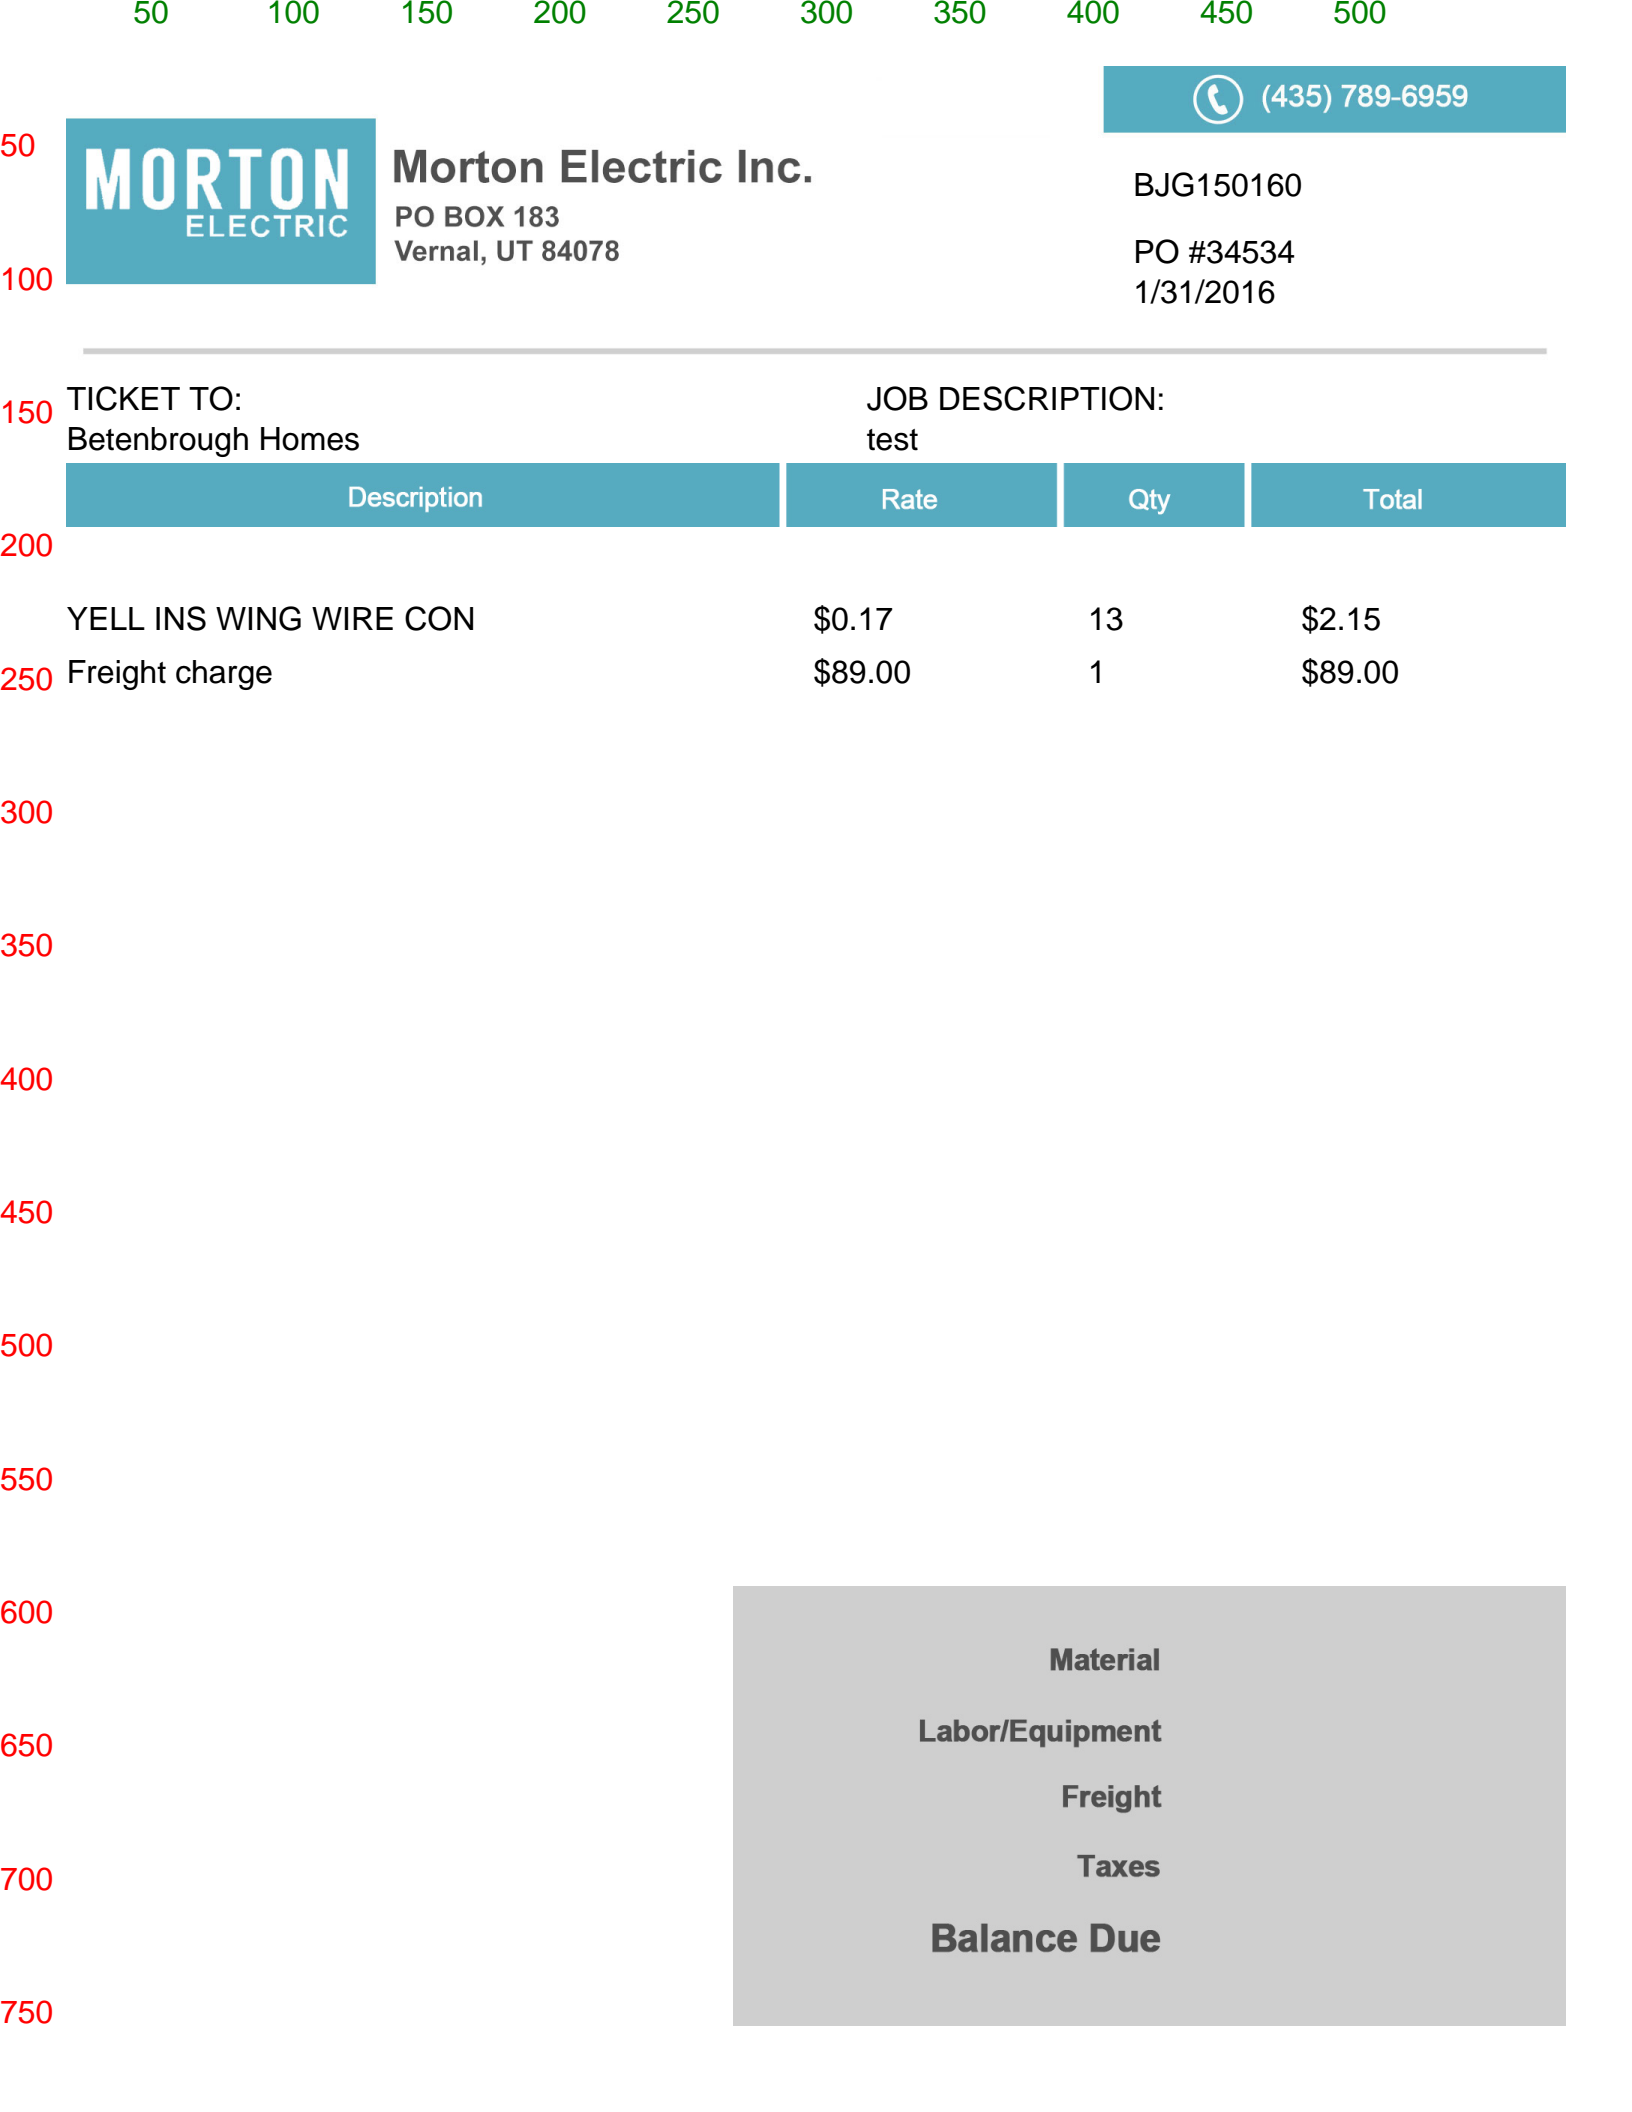 50 100 150 200 250 300 350 400 450 500
(435) 789-6959
50
MORTON
ELECTRIC
Morton Electric Inc.
PO BOX 183
Vernal, UT 84078
BJG150160
PO #34534
100
1/31/2016
TICKET TO:
JOB DESCRIPTION:
150
Betenbrough Homes
test
Description Rate Qty Total
200
YELL INS WING WIRE CON $0.17 13 $2.15
250 Freight charge $89.00 1 $89.00
300
350
400
450
500
550
600
Material
650 Labor/Equipment
Freight
700 Taxes
Balance Due
750